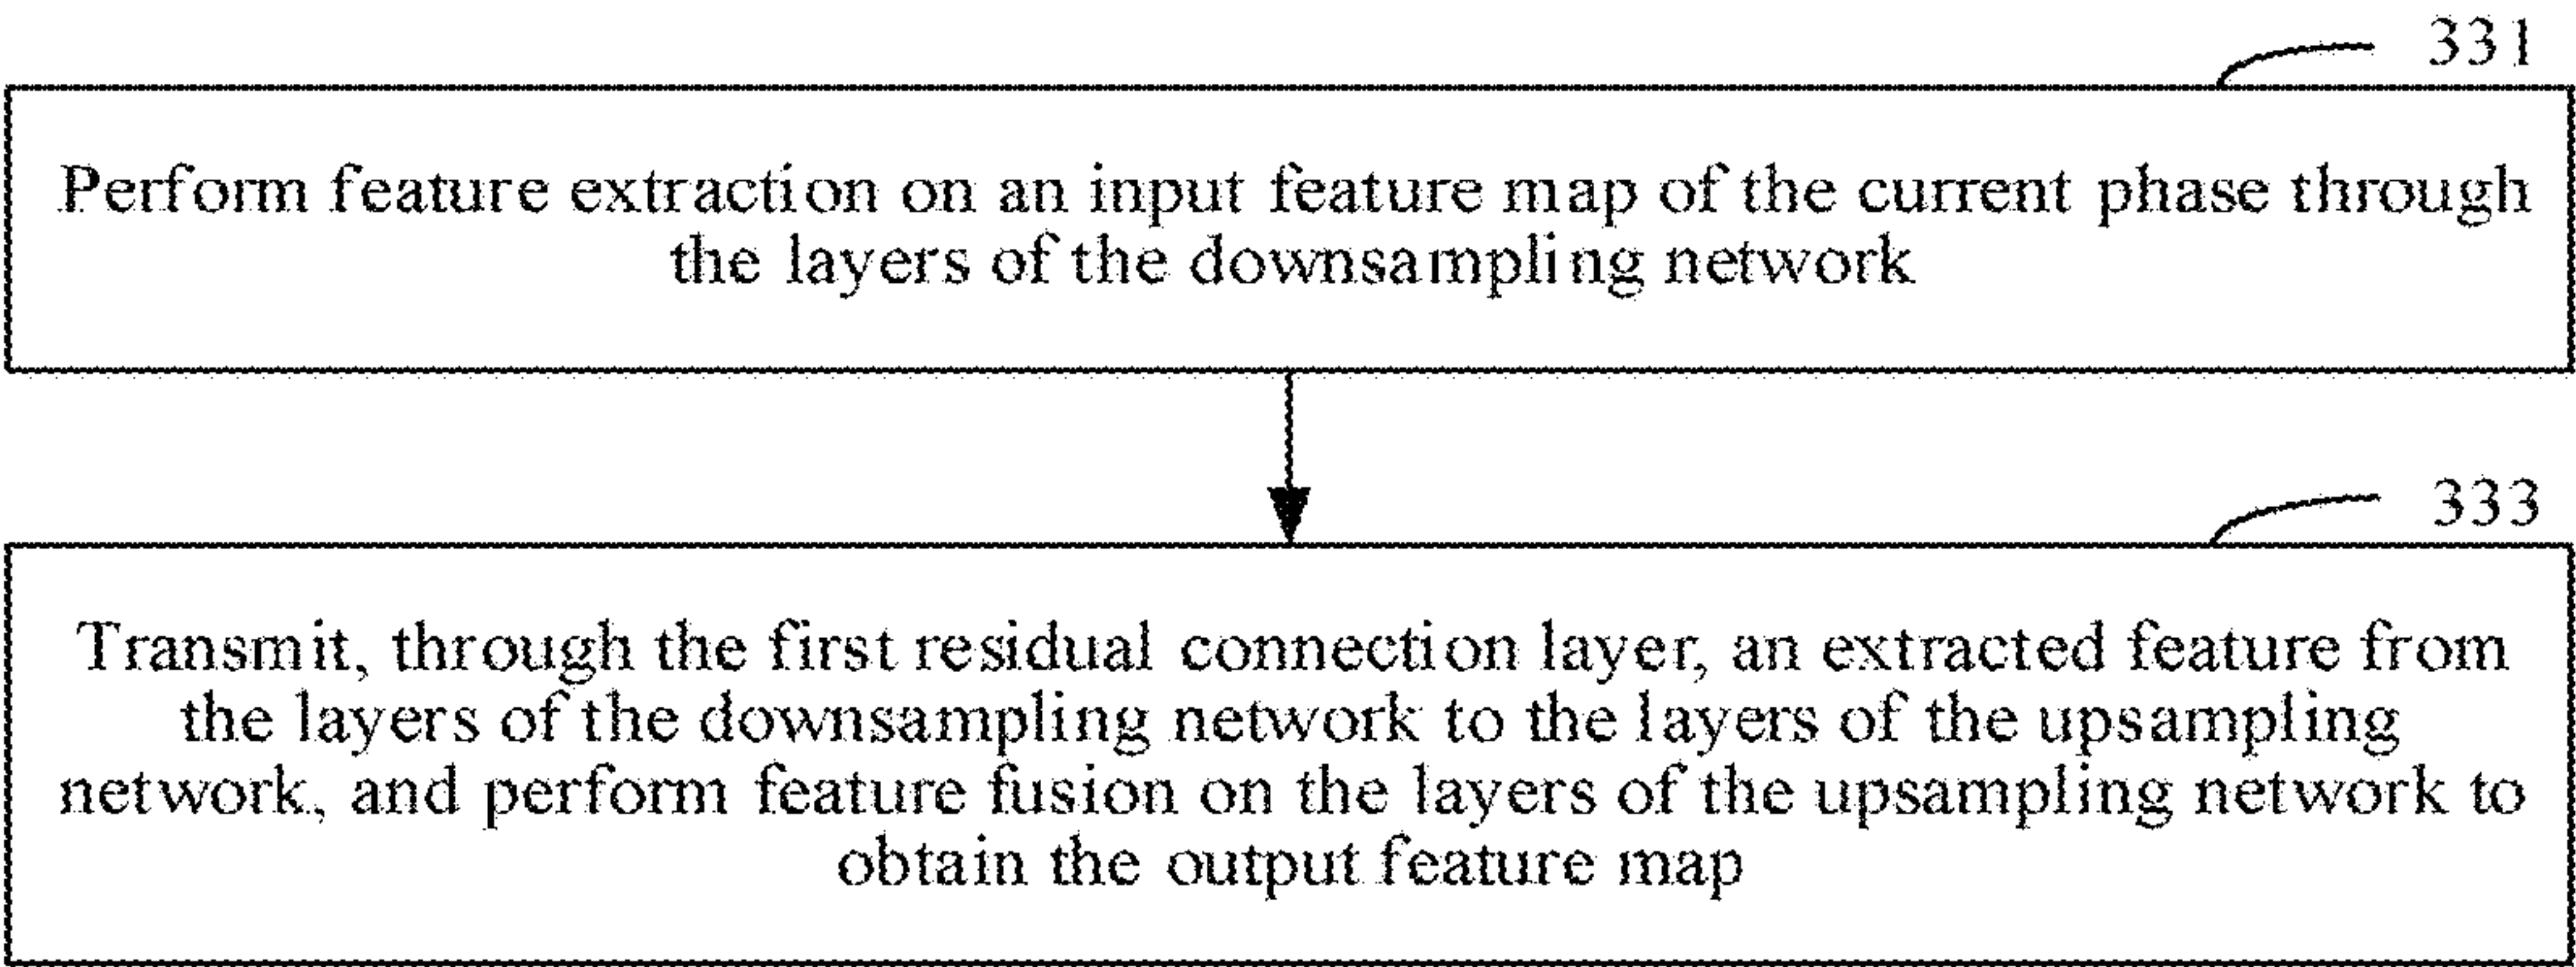 331
Perform feature extraction on an input feature map of the current phase through
the layers of the downsampling network
333
Transmit, through the first residual connection layer, an extracted feature from
the layers of the downsampling network to the layers of the upsampling
network, and perform feature fusion on the layers of the upsampling network to
obtain the output feature map